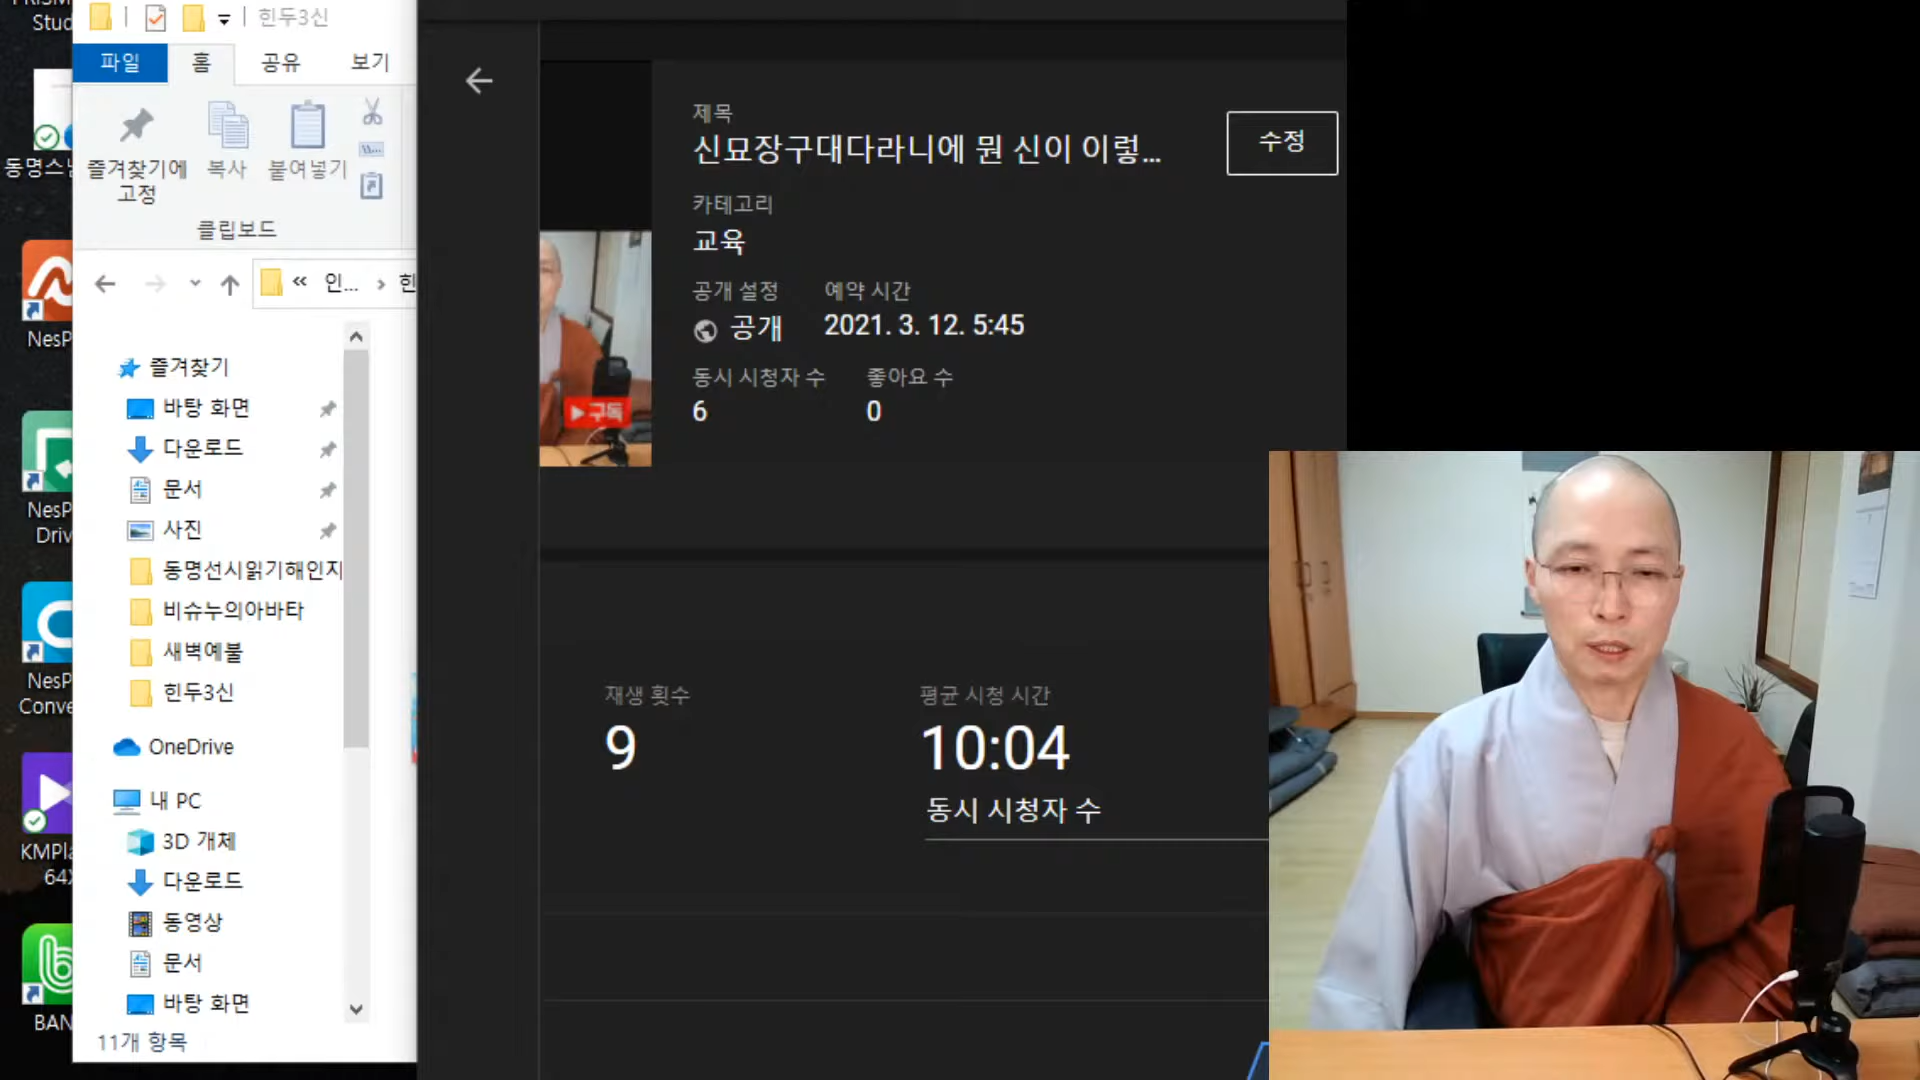 Stud
동명스
NesP
NesP
Driv
NesP
Conve
KMPla
64X
BAN
힌두3신
파일
홈
공유
보기
즐겨찾기에
고정
복사
붙여넣기
클립보드
« 인... › 힌
즐겨찾기
바탕 화면
다운로드
문서
사진
동명선시읽기해인지
비슈누의아바타
새벽예불
힌두3신
OneDrive
내 PC
3D 개체
다운로드
동영상
문서
바탕 화면
11개 항목
제목
신묘장구대다라니에 뭔 신이 이렇...
수정
카테고리
교육
공개 설정
예약 시간
공개
2021. 3. 12. 5:45
동시 시청자 수
좋아요 수
6
0
구독
재생 횟수
평균 시청 시간
9
10:04
동시 시청자 수